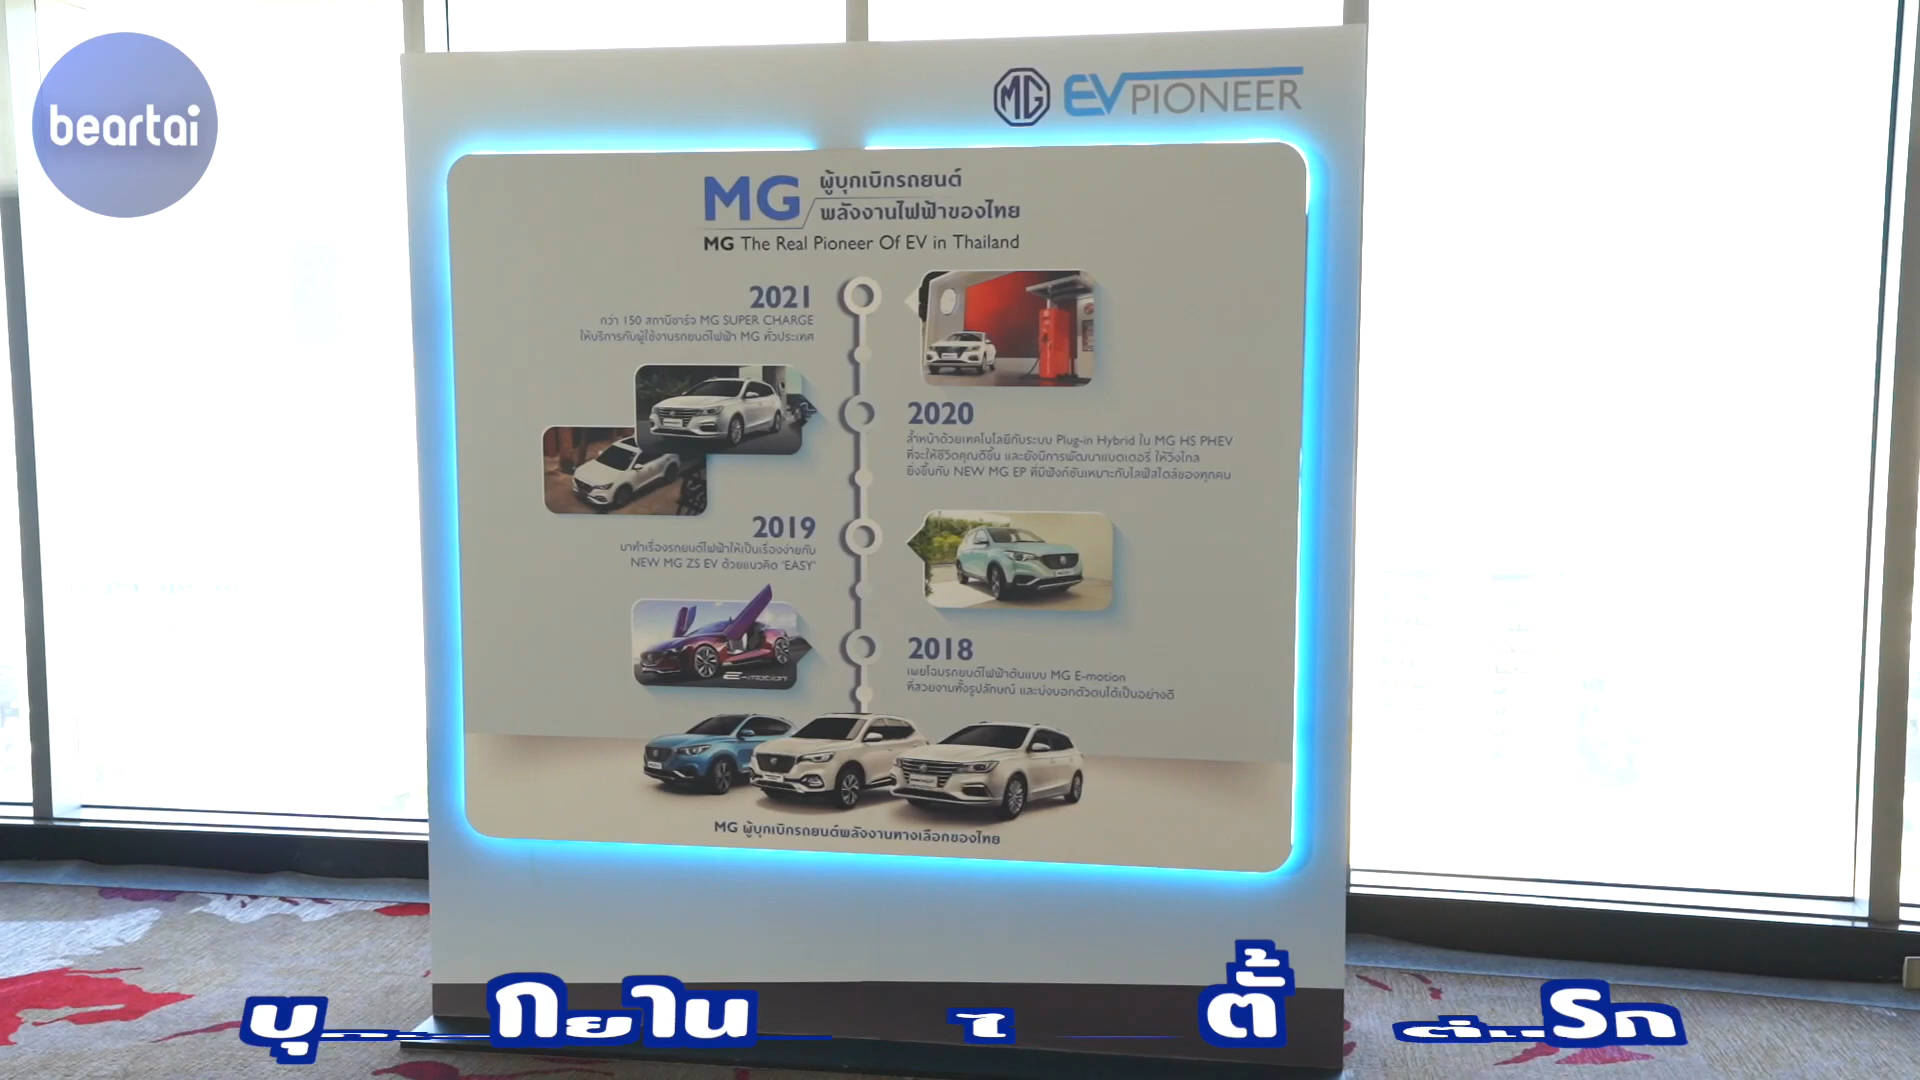 beartai
MG EV PIONEER
MG ผู้บุกเบิกรถยนต์
พลังงานไฟฟ้าของไทย
MG The Real Pioneer Of EV in Thailand
2021
กว่า 150 สถานีชาร์จ MG SUPER CHARGE
ให้บริการกับผู้ใช้งานรถยนต์ไฟฟ้า MG ทั่วประเทศ
2020
ล้ำหน้าด้วยเทคโนโลยีกับระบบ Plug-in Hybrid ใน MG HS PHEV
ที่จะให้ชีวิตคุณดีขึ้น และยังมีการพัฒนาแบตเตอรี่ ให้วิ่งไกล
ยิ่งขึ้นกับ NEW MG EP ที่มีฟังก์ชันเหมาะกับไลฟ์สไตล์ของทุกคน
2019
มาทำเรื่องรถยนต์ไฟฟ้าให้เป็นเรื่องง่ายกับ
NEW MG ZS EV ด้วยแนวคิด "EASY"
E-motion
2018
เผยโฉมรถยนต์ไฟฟ้าต้นแบบ MG E-motion
ที่สวยงามทั้งรูปลักษณ์ และบ่งบอกตัวตนได้เป็นอย่างดี
MG ผู้บุกเบิกรถยนต์พลังงานทางเลือกของไทย